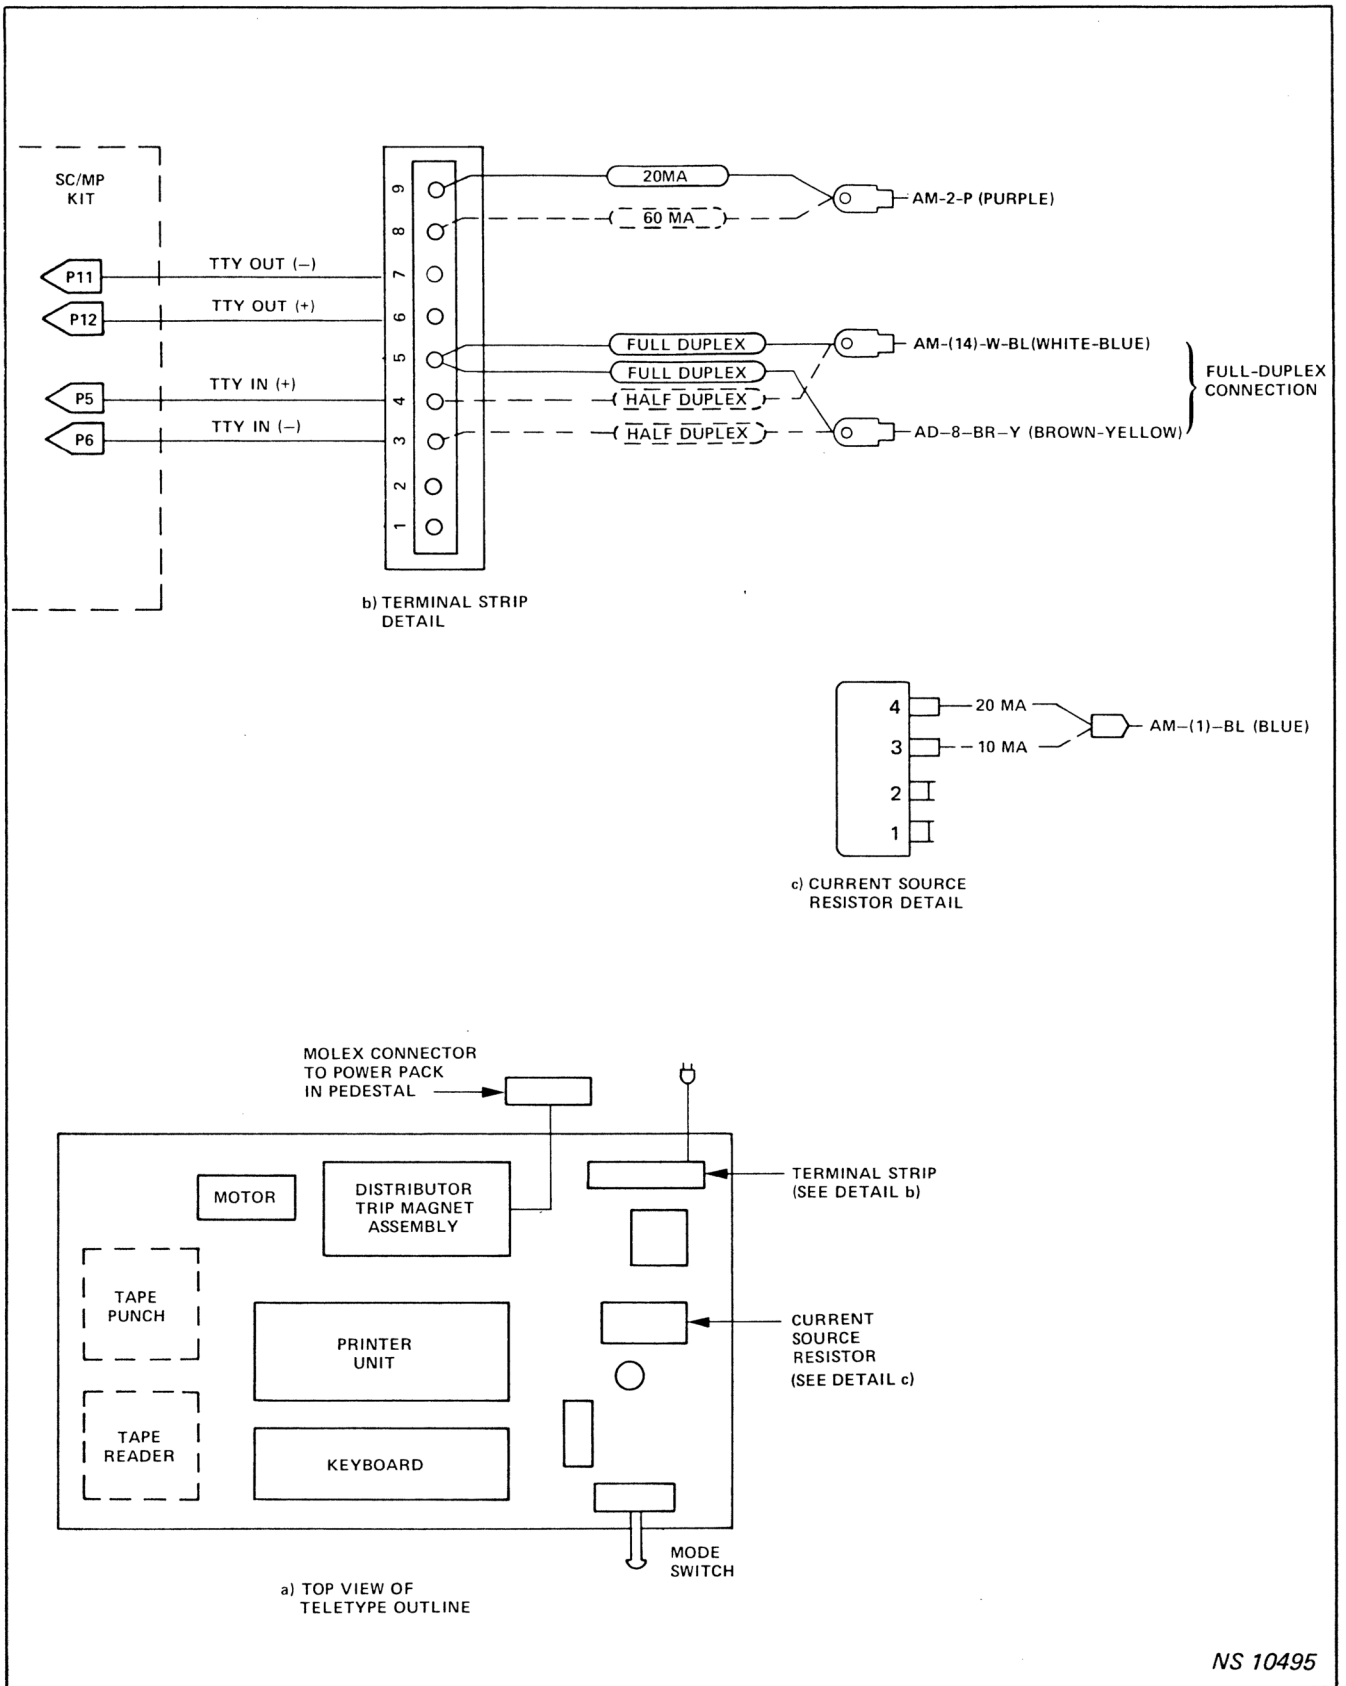 SC/MP
KIT
P11
P12
P5
P6
TTY OUT (–)
TTY OUT (+)
TTY IN (+)
TTY IN (–)
9
8
7
6
5
4
3
2
1
20MA
60 MA
FULL DUPLEX
FULL DUPLEX
HALF DUPLEX
HALF DUPLEX
AM-2-P (PURPLE)
AM-(14)-W-BL(WHITE-BLUE)
AD–8–BR–Y (BROWN-YELLOW)
FULL-DUPLEX
CONNECTION
b) TERMINAL STRIP
DETAIL
4
3
2
1
20 MA
10 MA
AM–(1)–BL (BLUE)
c) CURRENT SOURCE
RESISTOR DETAIL
MOLEX CONNECTOR
TO POWER PACK
IN PEDESTAL
MOTOR
DISTRIBUTOR
TRIP MAGNET
ASSEMBLY
TERMINAL STRIP
(SEE DETAIL b)
TAPE
PUNCH
PRINTER
UNIT
CURRENT
SOURCE
RESISTOR
(SEE DETAIL c)
TAPE
READER
KEYBOARD
MODE
SWITCH
a) TOP VIEW OF
TELETYPE OUTLINE
NS 10495